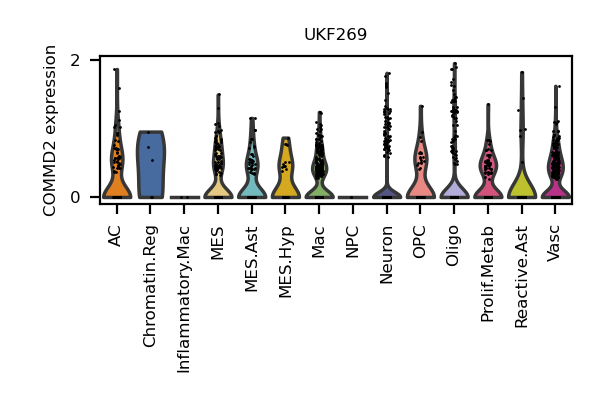 UKF269
COMMD2 expression
2
0
AC
Chromatin.Reg
Inflammatory.Mac
MES
MES.Ast
MES.Hyp
Mac
NPC
Neuron
OPC
Oligo
Prolif.Metab
Reactive.Ast
Vasc